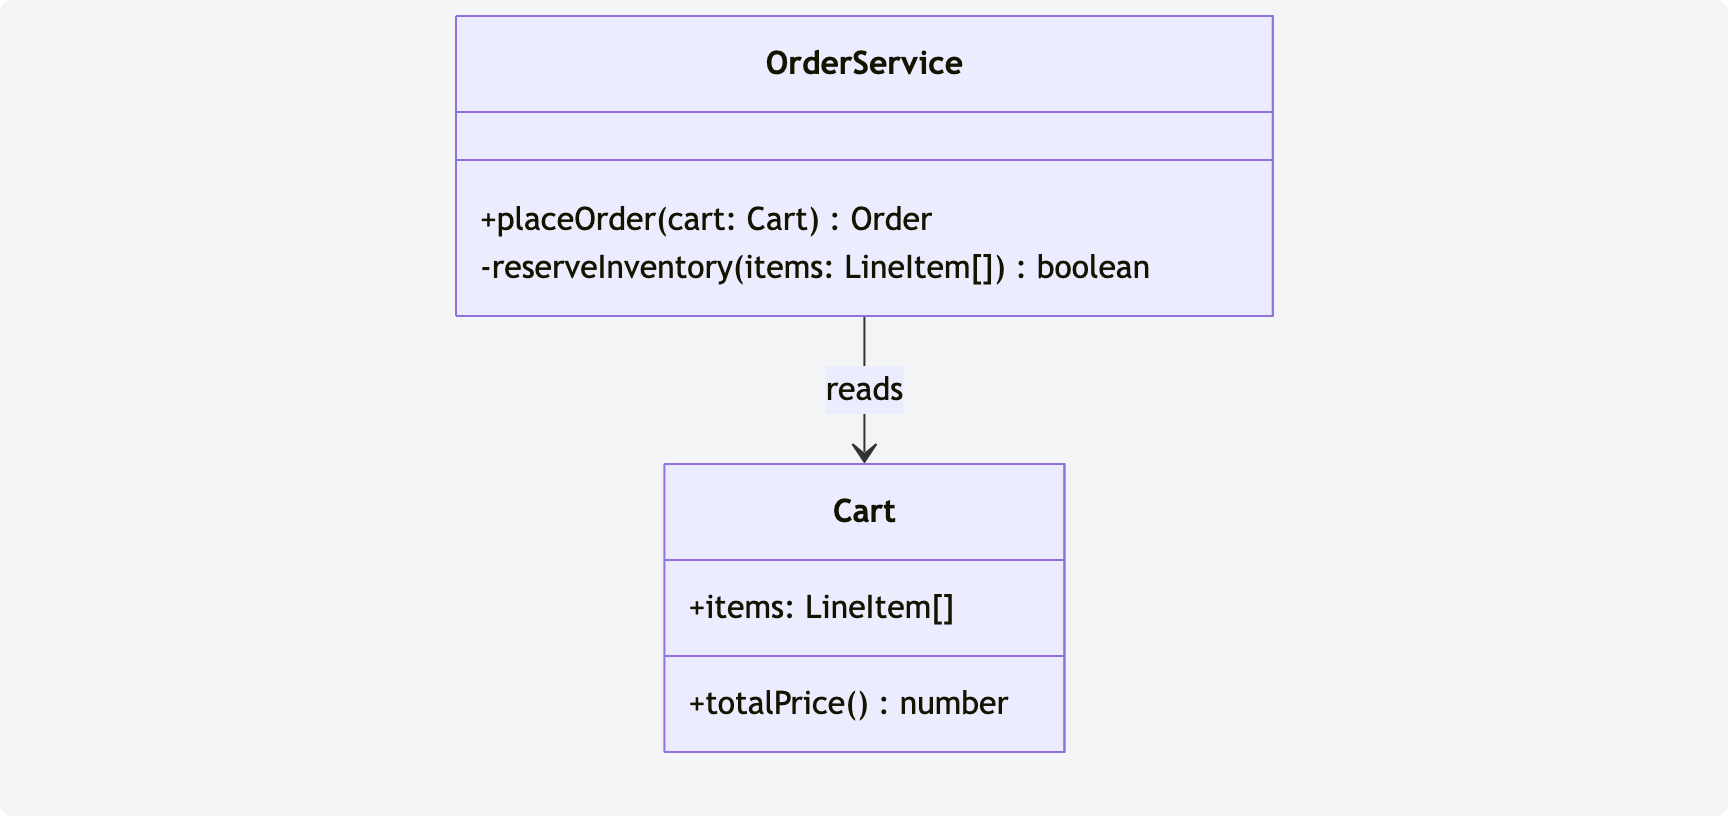 OrderService
+placeOrder(cart: Cart) : Order
-reserveInventory(items: LineItem[]) : boolean
reads
Cart
+items: LineItem[]
+totalPrice() : number